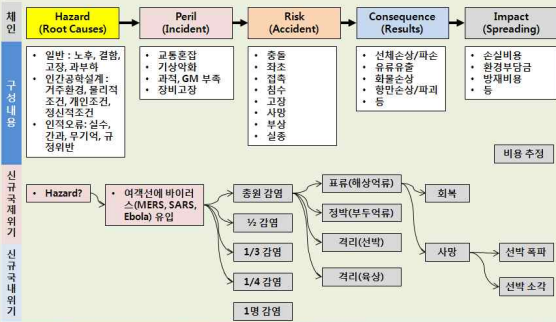 체인
Hazard
(Root Causes)
Peril
(Incident)
Risk
(Accident)
Consequence
(Results)
Impact
(Spreading)
구성내용
• 일반 : 노후, 결함,
고장, 과부하
• 인간공학설계 :
거주환경, 물리적
조건, 개인조건,
정신적조건
• 인적오류 : 실수,
간과, 무기억, 규
정위반
• 교통혼잡
• 기상악화
• 과적, GM 부족
• 장비고장
• 충돌
• 좌초
• 접촉
• 침수
• 고장
• 사망
• 부상
• 실종
• 선체손상/파손
• 유류유출
• 화물손상
• 항만손상/파괴
• 등
• 손실비용
• 환경부담금
• 방재비용
• 등
비용 추정
신규국제위기
신규국내위기
• Hazard?
• 여객선에 바이러
스(MERS, SARS,
Ebola) 유입
종원 감염
½ 감염
1/3 감염
1/4 감염
1명 감염
표류(해상억류)
정박(부두억류)
격리(선박)
격리(육상)
회복
사망
선박 폭파
선박 소각